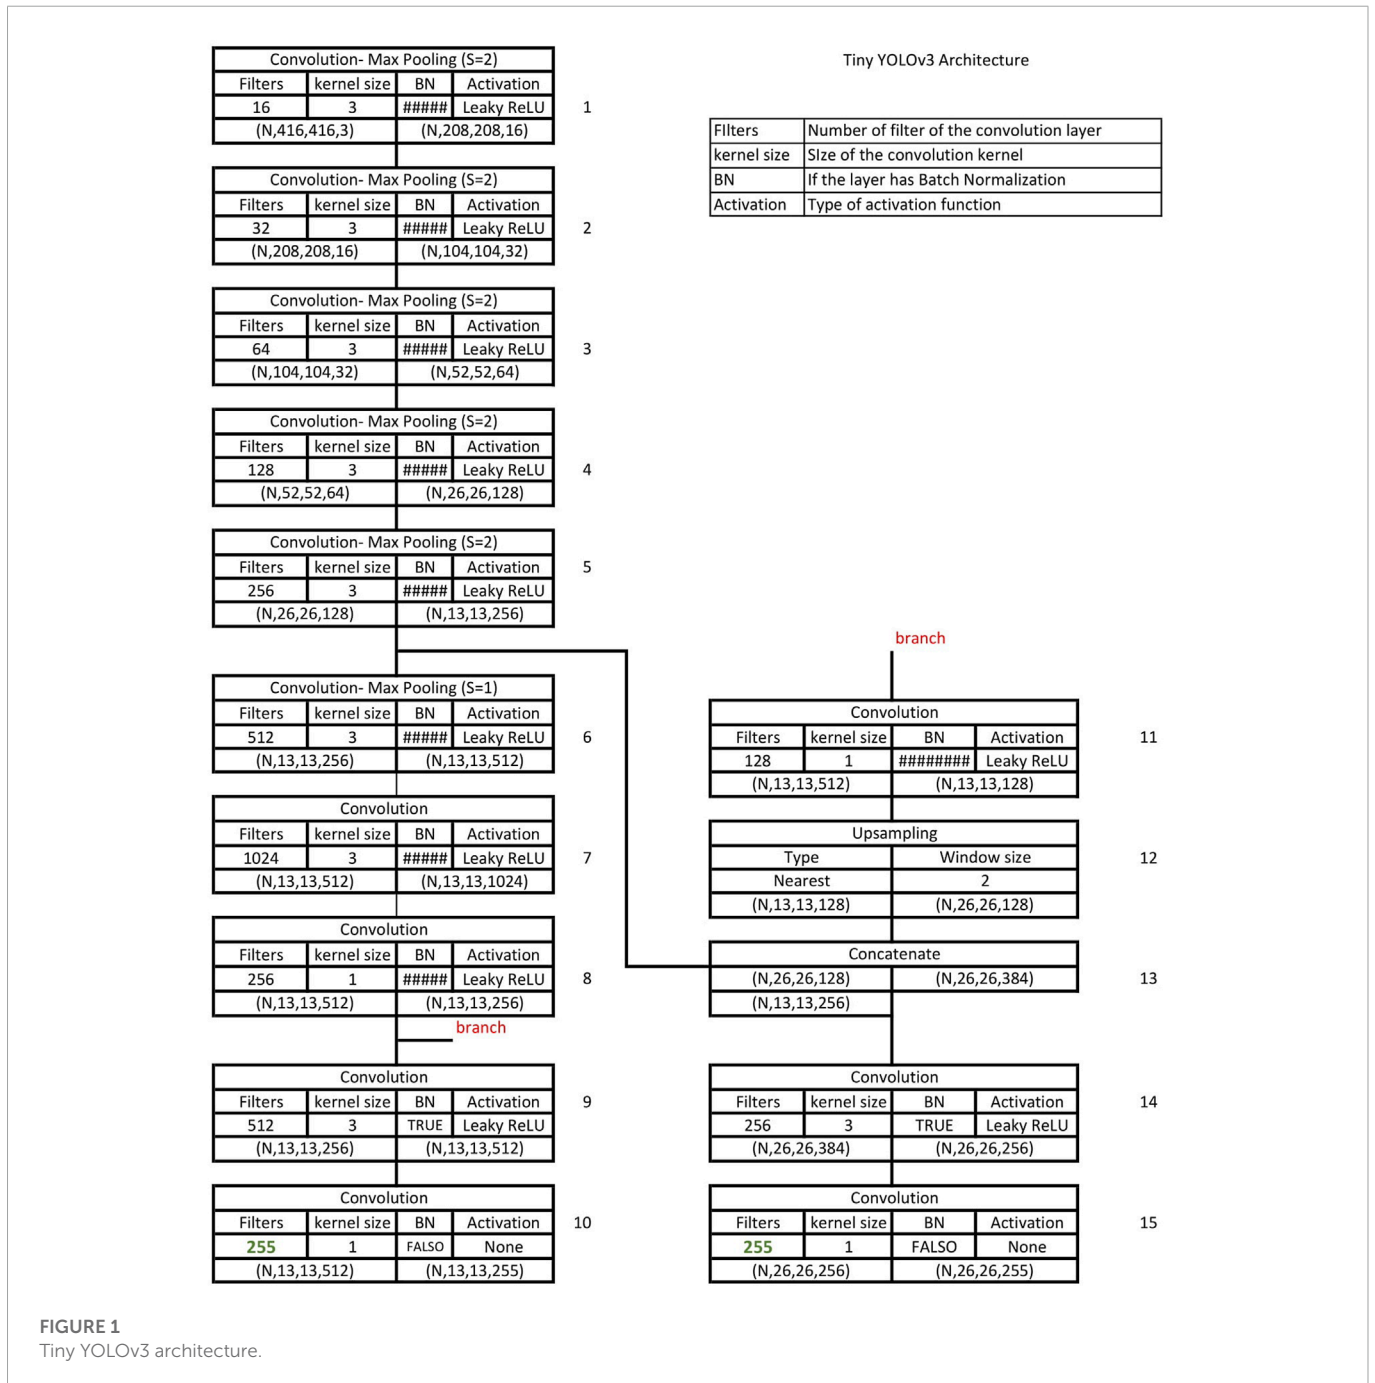 Convolution- Max Pooling (S=2)
Filters kernel size BN Activation
16 3 ##### Leaky ReLU
(N,416,416,3) (N,208,208,16)
1
Convolution- Max Pooling (S=2)
Filters kernel size BN Activation
32 3 ##### Leaky ReLU
(N,208,208,16) (N,104,104,32)
2
Convolution- Max Pooling (S=2)
Filters kernel size BN Activation
64 3 ##### Leaky ReLU
(N,104,104,32) (N,52,52,64)
3
Convolution- Max Pooling (S=2)
Filters kernel size BN Activation
128 3 ##### Leaky ReLU
(N,52,52,64) (N,26,26,128)
4
Convolution- Max Pooling (S=2)
Filters kernel size BN Activation
256 3 ##### Leaky ReLU
(N,26,26,128) (N,13,13,256)
5
Convolution- Max Pooling (S=1)
Filters kernel size BN Activation
512 3 ##### Leaky ReLU
(N,13,13,256) (N,13,13,512)
6
Convolution
Filters kernel size BN Activation
1024 3 ##### Leaky ReLU
(N,13,13,512) (N,13,13,1024)
7
Convolution
Filters kernel size BN Activation
256 1 ##### Leaky ReLU
(N,13,13,512) (N,13,13,256)
8
branch
Convolution
Filters kernel size BN Activation
512 3 TRUE Leaky ReLU
(N,13,13,256) (N,13,13,512)
9
Convolution
Filters kernel size BN Activation
255 1 FALSO None
(N,13,13,512) (N,13,13,255)
10
Tiny YOLOv3 Architecture
FIlters Number of filter of the convolution layer
kernel size SIze of the convolution kernel
BN If the layer has Batch Normalization
Activation Type of activation function
branch
Convolution
Filters kernel size BN Activation
128 1 ######## Leaky ReLU
(N,13,13,512) (N,13,13,128)
11
Upsampling
Type Window size
Nearest 2
(N,13,13,128) (N,26,26,128)
12
Concatenate
(N,26,26,128) (N,26,26,384)
(N,13,13,256)
13
Convolution
Filters kernel size BN Activation
256 3 TRUE Leaky ReLU
(N,26,26,384) (N,26,26,256)
14
Convolution
Filters kernel size BN Activation
255 1 FALSO None
(N,26,26,256) (N,26,26,255)
15
FIGURE 1
Tiny YOLOv3 architecture.